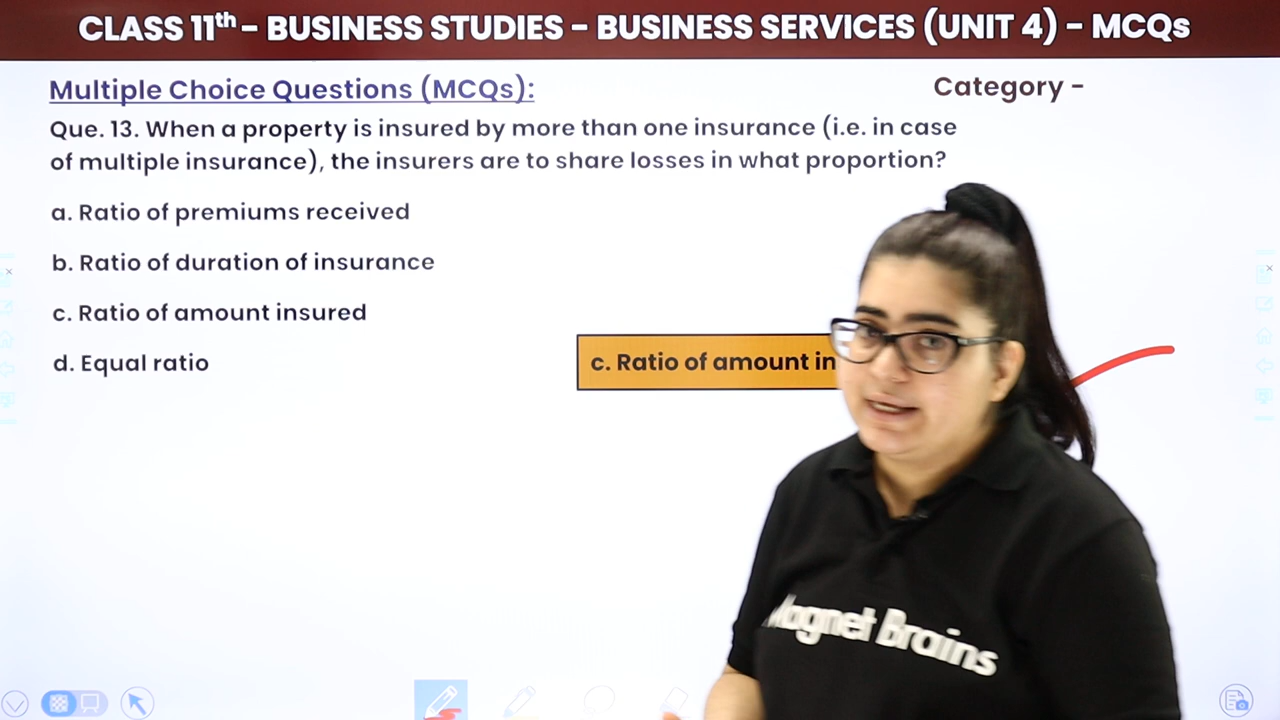 CLASS 11th - BUSINESS STUDIES - BUSINESS SERVICES (UNIT 4) - MCQs
Multiple Choice Questions (MCQs):
Category -
Que. 13. When a property is insured by more than one insurance (i.e. in case
of multiple insurance), the insurers are to share losses in what proportion?
a. Ratio of premiums received
b. Ratio of duration of insurance
c. Ratio of amount insured
d. Equal ratio
c. Ratio of amount in
Magnet Brains